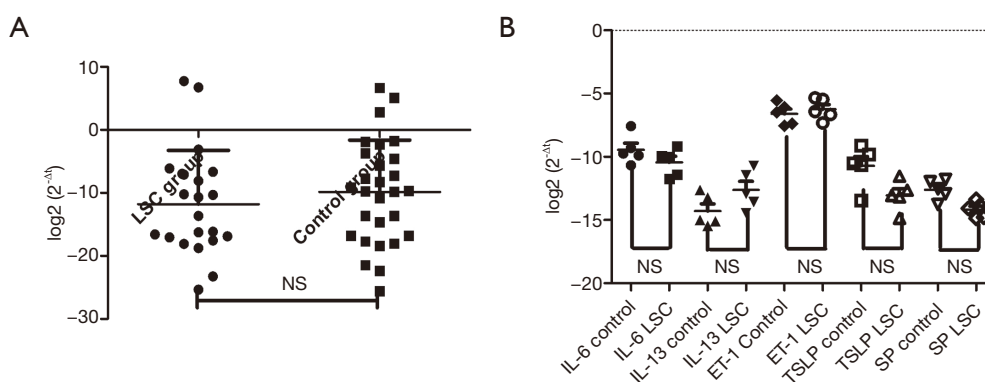 A
log2 (2^-Δt)
10
0
−10
−20
−30
LSC group
Control group
NS
B
log2 (2^-Δt)
0
−5
−10
−15
−20
NS
NS
NS
NS
NS
IL-6 control
IL-6 LSC
IL-13 control
IL-13 LSC
ET-1 Control
ET-1 LSC
TSLP control
TSLP LSC
SP control
SP LSC